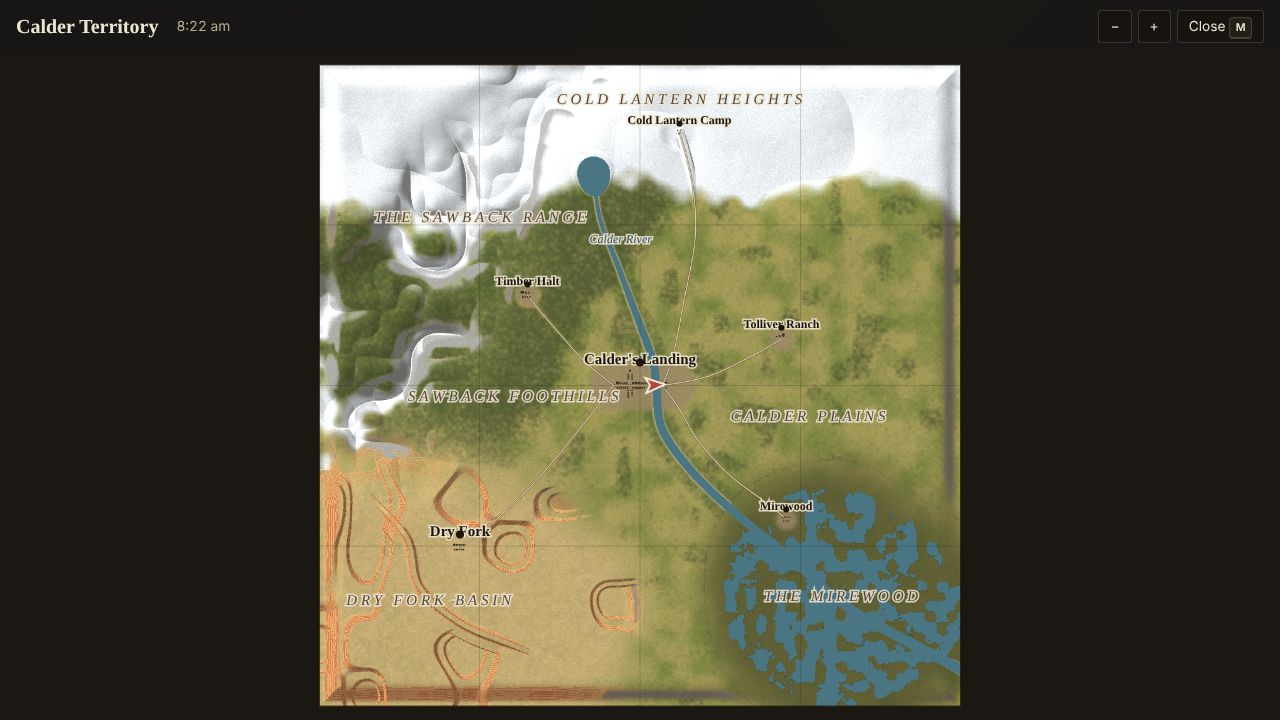 Calder Territory 8:22 am − + Close M
COLD LANTERN HEIGHTS
Cold Lantern Camp
THE SAWBACK RANGE
Calder River
Timber Halt
Tolliver Ranch
Calder's Landing
SAWBACK FOOTHILLS
CALDER PLAINS
Mirewood
Dry Fork
THE MIREWOOD
DRY FORK BASIN